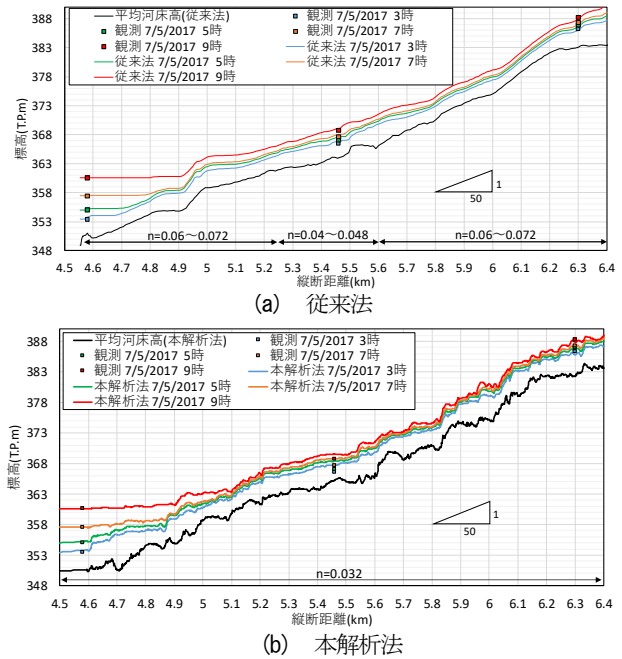 平均河床高(従来法)
観測 7/5/2017 3時
観測 7/5/2017 5時
観測 7/5/2017 7時
観測 7/5/2017 9時
従来法 7/5/2017 3時
従来法 7/5/2017 5時
従来法 7/5/2017 7時
従来法 7/5/2017 9時
標高(T.P.m)
388
383
378
373
368
363
358
353
348
1
50
n=0.06～0.072
n=0.04～0.048
n=0.06～0.072
4.5 4.6 4.7 4.8 4.9 5 5.1 5.2 5.3 5.4 5.5 5.6 5.7 5.8 5.9 6 6.1 6.2 6.3 6.4
縦断距離(km)
(a) 従来法
平均河床高(本解析法)
観測 7/5/2017 3時
観測 7/5/2017 5時
観測 7/5/2017 7時
観測 7/5/2017 9時
本解析法 7/5/2017 3時
本解析法 7/5/2017 5時
本解析法 7/5/2017 7時
本解析法 7/5/2017 9時
標高(T.P.m)
388
383
378
373
368
363
358
353
348
1
50
n=0.032
4.5 4.6 4.7 4.8 4.9 5 5.1 5.2 5.3 5.4 5.5 5.6 5.7 5.8 5.9 6 6.1 6.2 6.3 6.4
縦断距離(km)
(b) 本解析法